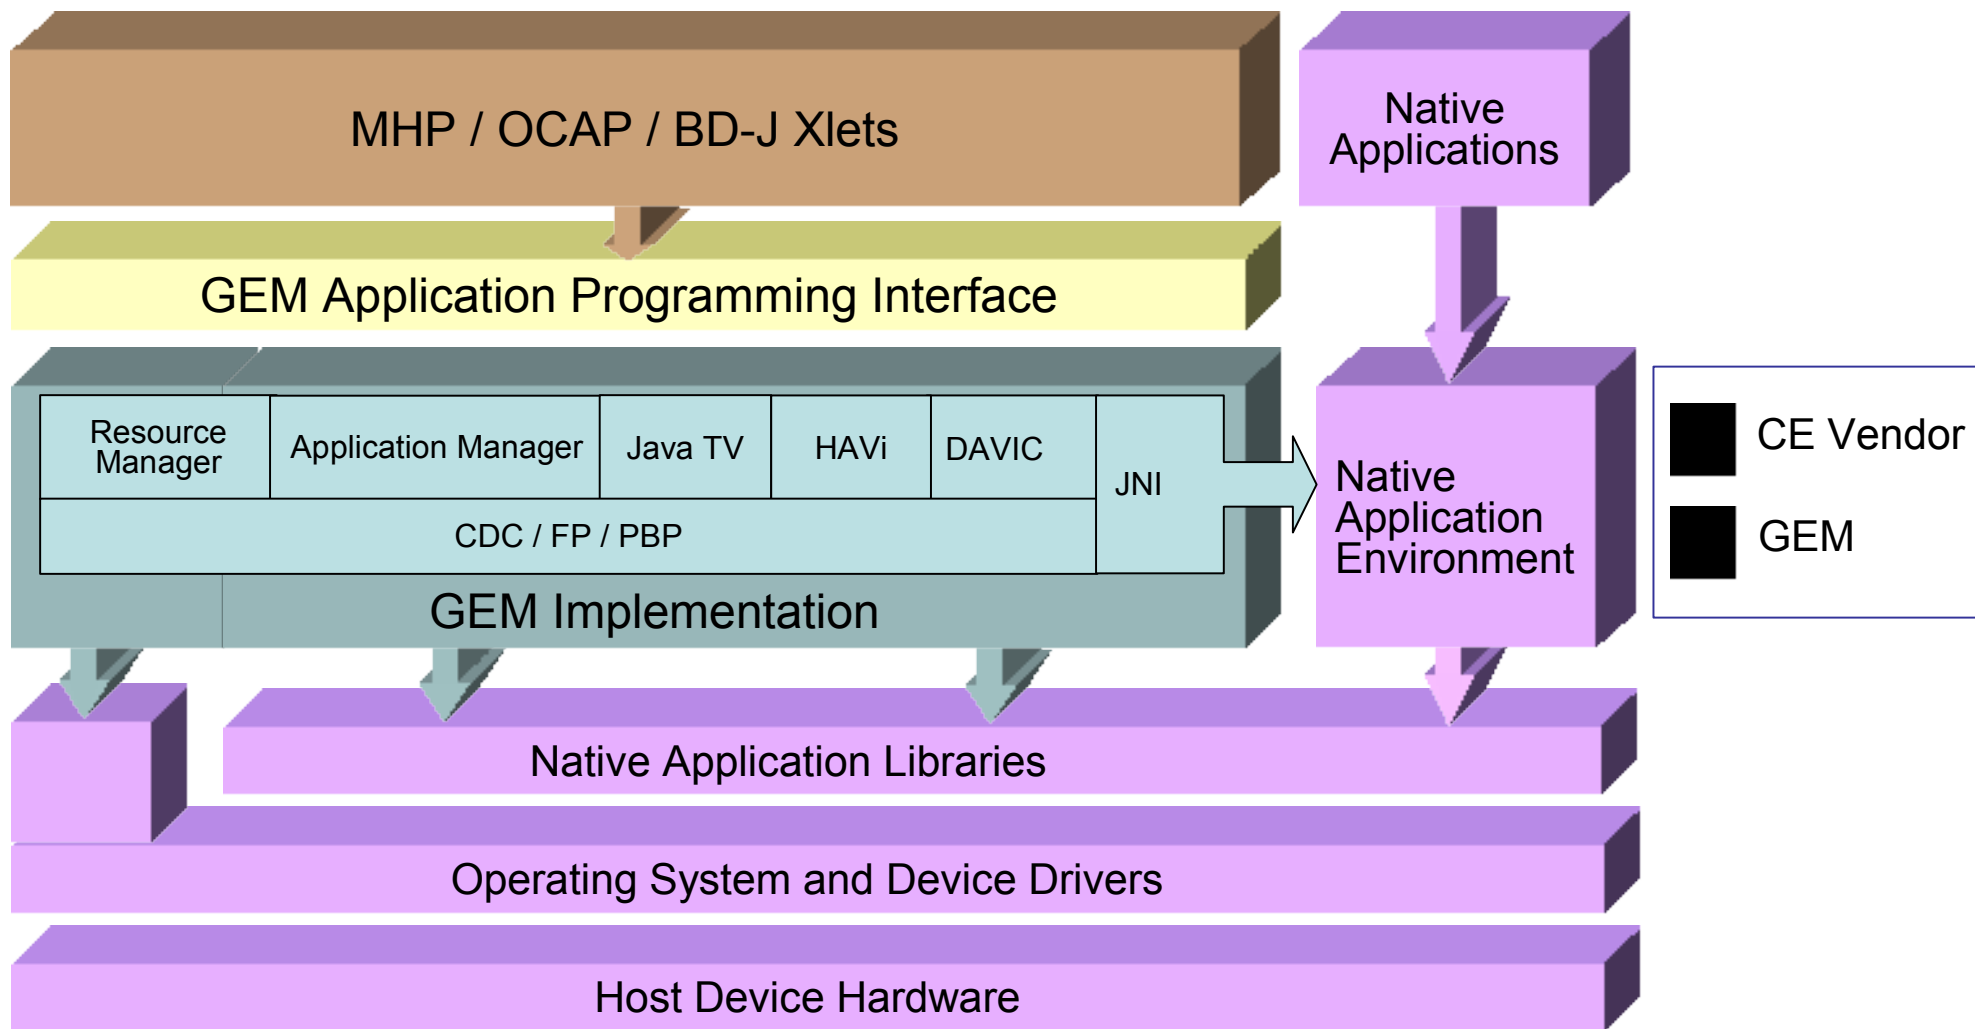 MHP / OCAP / BD-J Xlets
Native
Applications
GEM Application Programming Interface
Resource
Manager
Application Manager
Java TV
HAVi
DAVIC
JNI
CDC / FP / PBP
GEM Implementation
Native
Application
Environment
CE Vendor
GEM
Native Application Libraries
Operating System and Device Drivers
Host Device Hardware